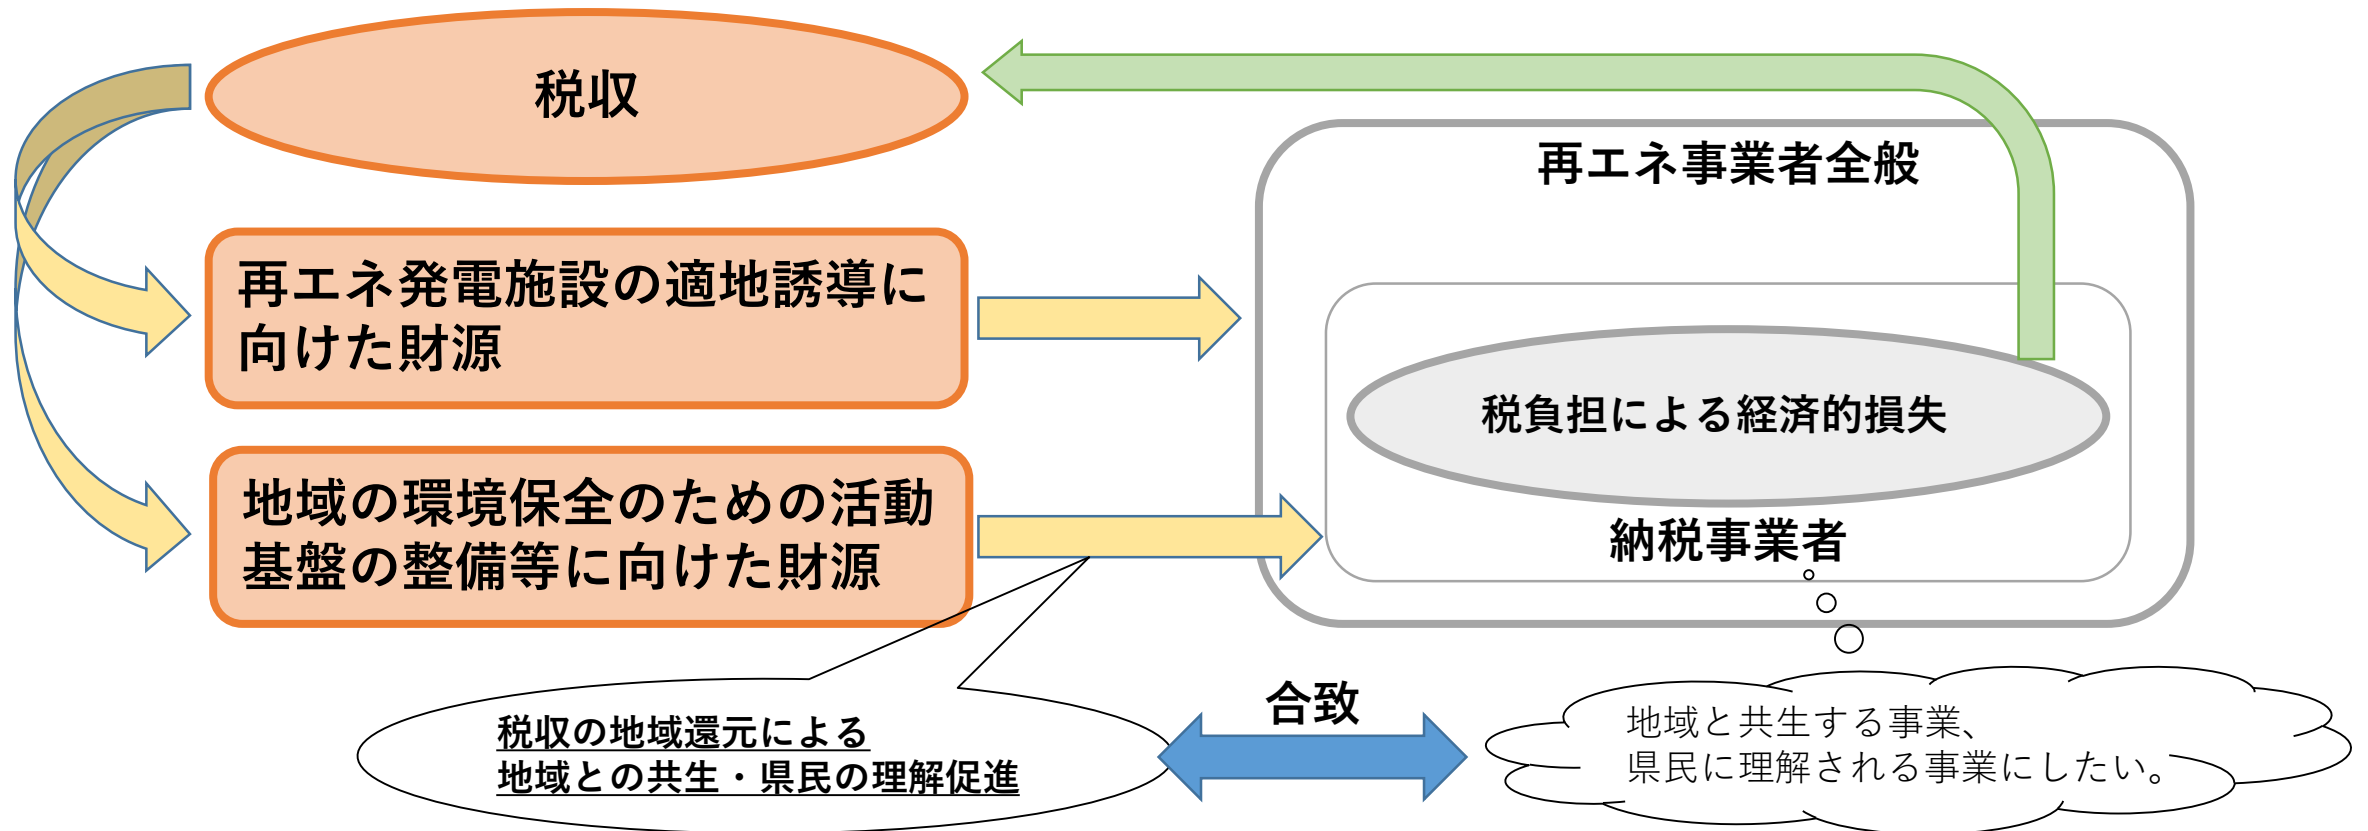 税収
再エネ事業者全般
再エネ発電施設の適地誘導に
向けた財源
税負担による経済的損失
地域の環境保全のための活動
基盤の整備等に向けた財源
納税事業者
合致
税収の地域還元による
地域との共生・県民の理解促進
地域と共生する事業、
県民に理解される事業にしたい。